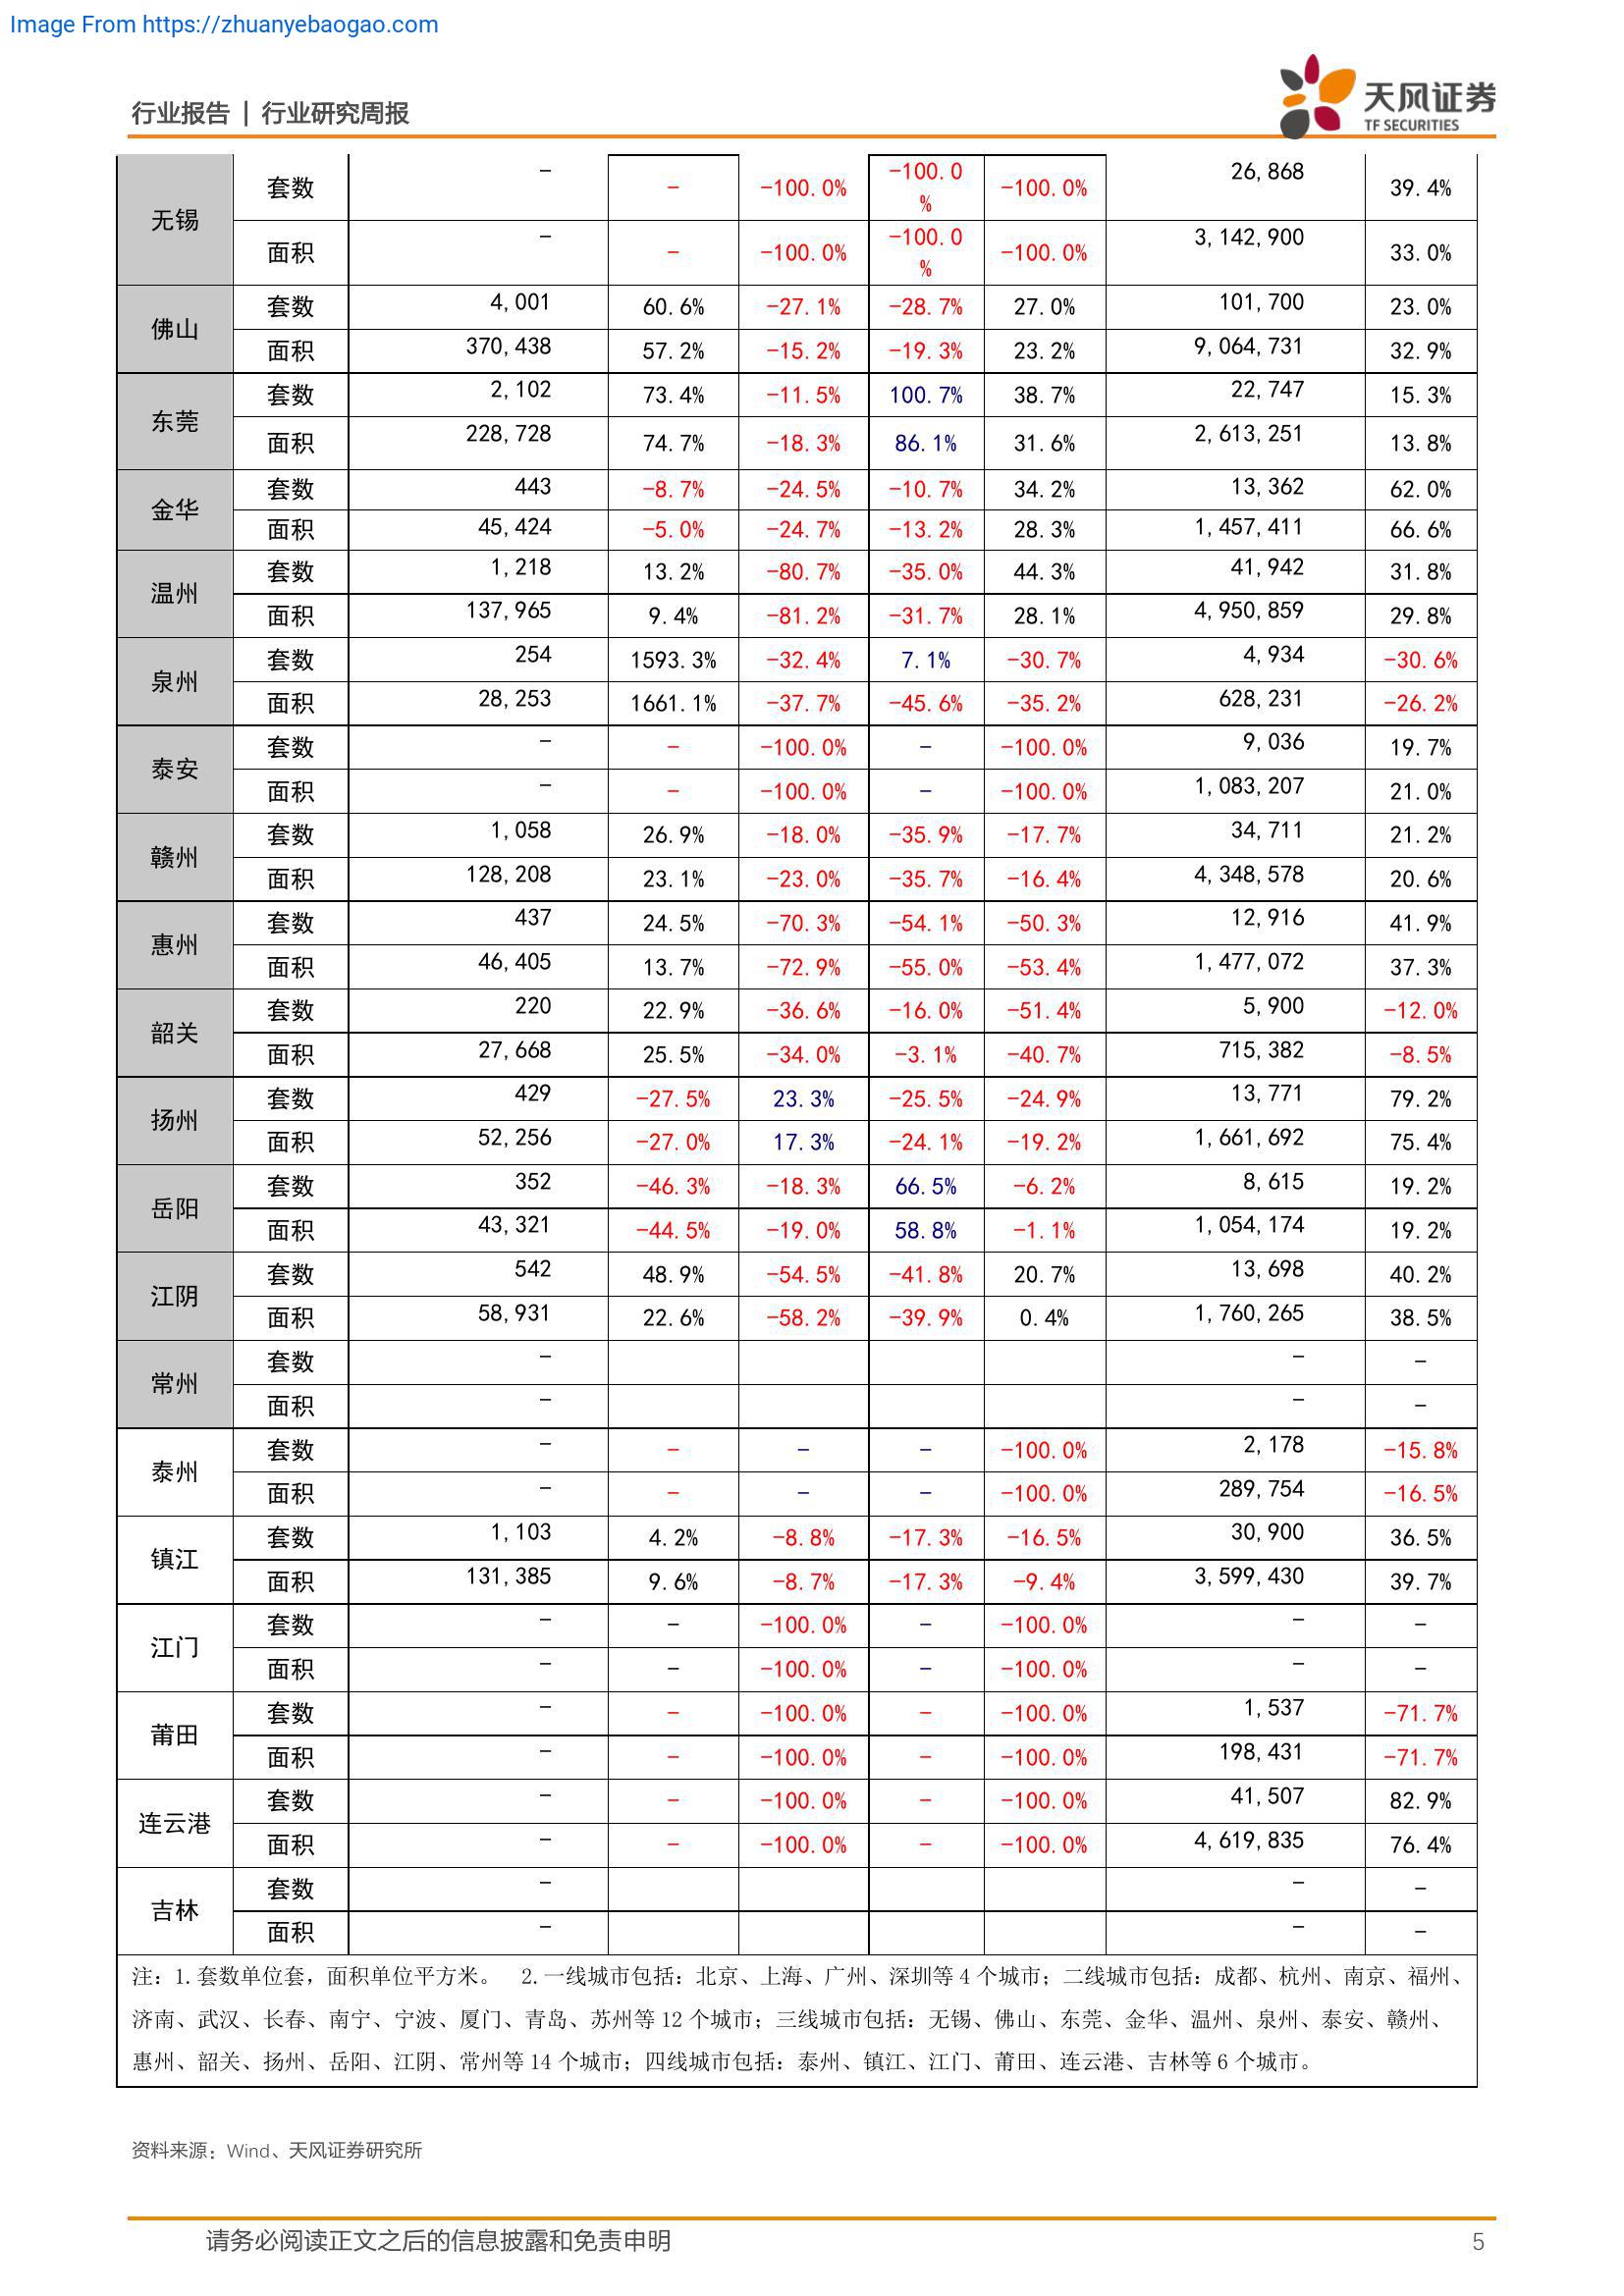 Image From https://zhuanyebaogao.com
行业报告 | 行业研究周报
天风证券
TF SECURITIES
无锡 套数 - - -100.0% -100.0% -100.0% 26,868 39.4%
面积 - - -100.0% -100.0% -100.0% 3,142,900 33.0%
佛山 套数 4,001 60.6% -27.1% -28.7% 27.0% 101,700 23.0%
面积 370,438 57.2% -15.2% -19.3% 23.2% 9,064,731 32.9%
东莞 套数 2,102 73.4% -11.5% 100.7% 38.7% 22,747 15.3%
面积 228,728 74.7% -18.3% 86.1% 31.6% 2,613,251 13.8%
金华 套数 443 -8.7% -24.5% -10.7% 34.2% 13,362 62.0%
面积 45,424 -5.0% -24.7% -13.2% 28.3% 1,457,411 66.6%
温州 套数 1,218 13.2% -80.7% -35.0% 44.3% 41,942 31.8%
面积 137,965 9.4% -81.2% -31.7% 28.1% 4,950,859 29.8%
泉州 套数 254 1593.3% -32.4% 7.1% -30.7% 4,934 -30.6%
面积 28,253 1661.1% -37.7% -45.6% -35.2% 628,231 -26.2%
泰安 套数 - - -100.0% - -100.0% 9,036 19.7%
面积 - - -100.0% - -100.0% 1,083,207 21.0%
赣州 套数 1,058 26.9% -18.0% -35.9% -17.7% 34,711 21.2%
面积 128,208 23.1% -23.0% -35.7% -16.4% 4,348,578 20.6%
惠州 套数 437 24.5% -70.3% -54.1% -50.3% 12,916 41.9%
面积 46,405 13.7% -72.9% -55.0% -53.4% 1,477,072 37.3%
韶关 套数 220 22.9% -36.6% -16.0% -51.4% 5,900 -12.0%
面积 27,668 25.5% -34.0% -3.1% -40.7% 715,382 -8.5%
扬州 套数 429 -27.5% 23.3% -25.5% -24.9% 13,771 79.2%
面积 52,256 -27.0% 17.3% -24.1% -19.2% 1,661,692 75.4%
岳阳 套数 352 -46.3% -18.3% 66.5% -6.2% 8,615 19.2%
面积 43,321 -44.5% -19.0% 58.8% -1.1% 1,054,174 19.2%
江阴 套数 542 48.9% -54.5% -41.8% 20.7% 13,698 40.2%
面积 58,931 22.6% -58.2% -39.9% 0.4% 1,760,265 38.5%
常州 套数 - - -
面积 - - -
泰州 套数 - - - - -100.0% 2,178 -15.8%
面积 - - - - -100.0% 289,754 -16.5%
镇江 套数 1,103 4.2% -8.8% -17.3% -16.5% 30,900 36.5%
面积 131,385 9.6% -8.7% -17.3% -9.4% 3,599,430 39.7%
江门 套数 - - -100.0% - -100.0% - -
面积 - - -100.0% - -100.0% - -
莆田 套数 - - -100.0% - -100.0% 1,537 -71.7%
面积 - - -100.0% - -100.0% 198,431 -71.7%
连云港 套数 - - -100.0% - -100.0% 41,507 82.9%
面积 - - -100.0% - -100.0% 4,619,835 76.4%
吉林 套数 - - -
面积 - - -
注：1.套数单位套，面积单位平方米。 2.一线城市包括：北京、上海、广州、深圳等 4 个城市；二线城市包括：成都、杭州、南京、福州、
济南、武汉、长春、南宁、宁波、厦门、青岛、苏州等 12 个城市；三线城市包括：无锡、佛山、东莞、金华、温州、泉州、泰安、赣州、
惠州、韶关、扬州、岳阳、江阴、常州等 14 个城市；四线城市包括：泰州、镇江、江门、莆田、连云港、吉林等 6 个城市。
资料来源：Wind、天风证券研究所
请务必阅读正文之后的信息披露和免责申明 5